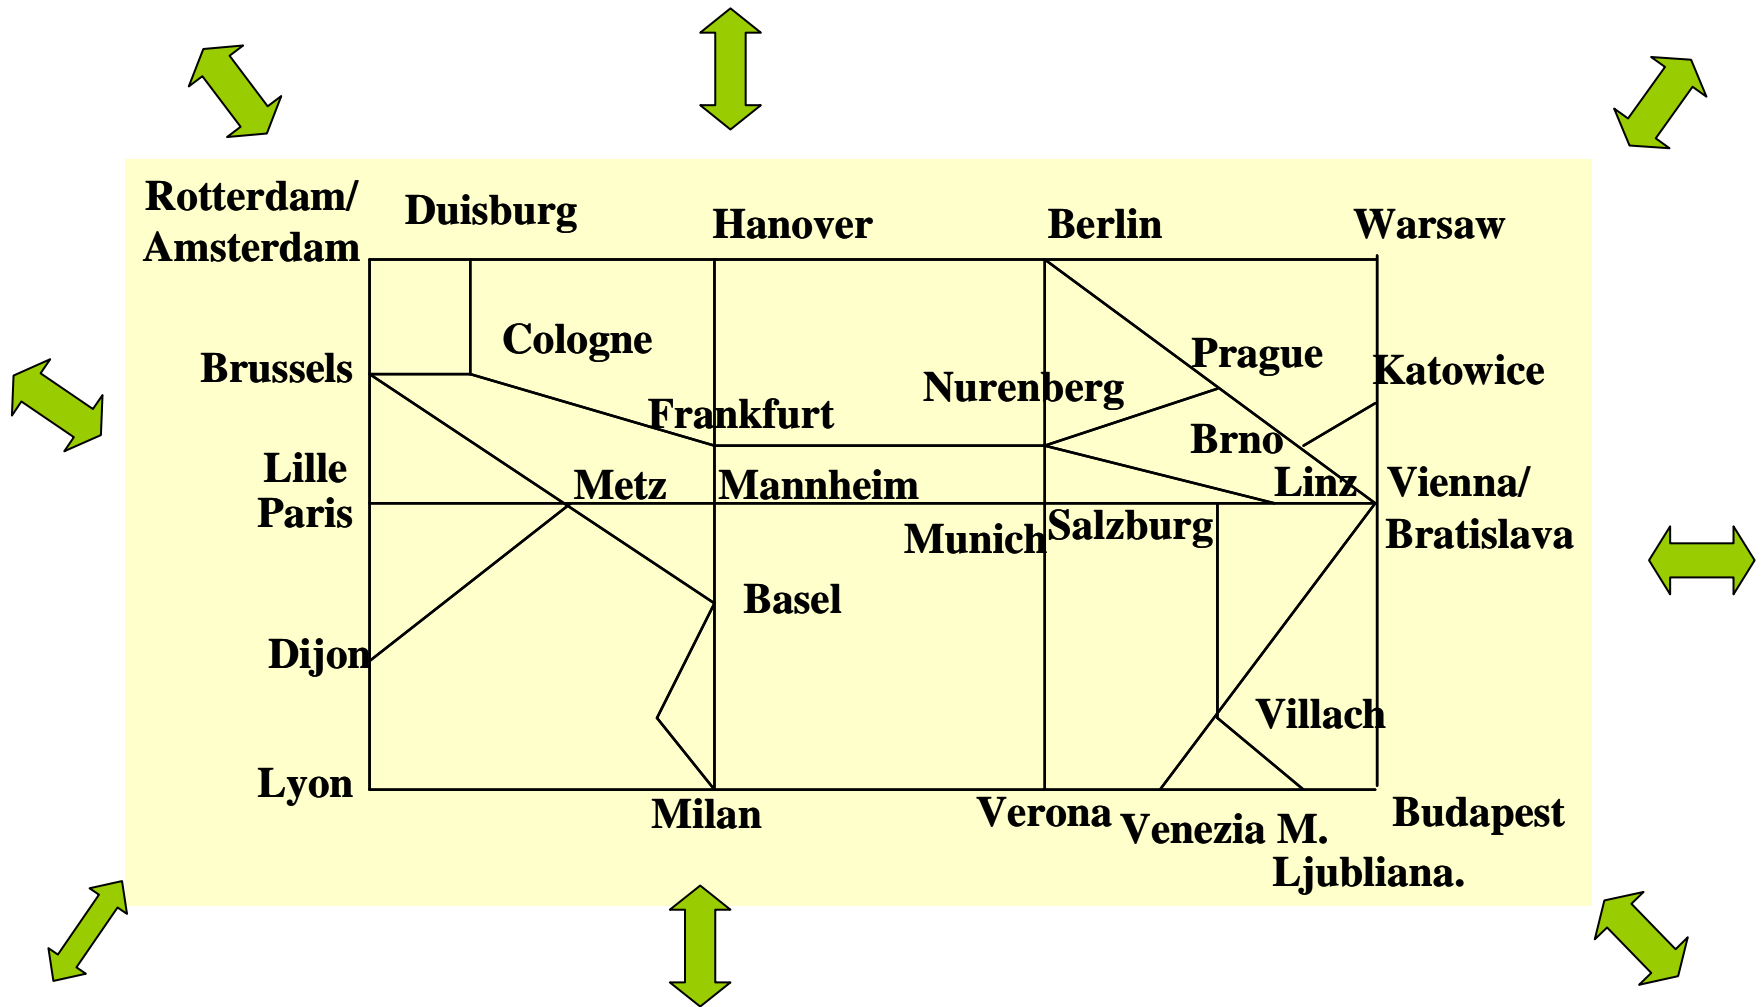 Rotterdam/
Amsterdam
Duisburg
Hanover
Berlin
Warsaw
Cologne
Brussels
Prague
Katowice
Nurenberg
Frankfurt
Brno
Lille
Paris
Metz
Mannheim
Linz
Vienna/
Bratislava
Munich
Salzburg
Basel
Dijon
Villach
Lyon
Milan
Verona
Venezia M.
Budapest
Ljubliana.